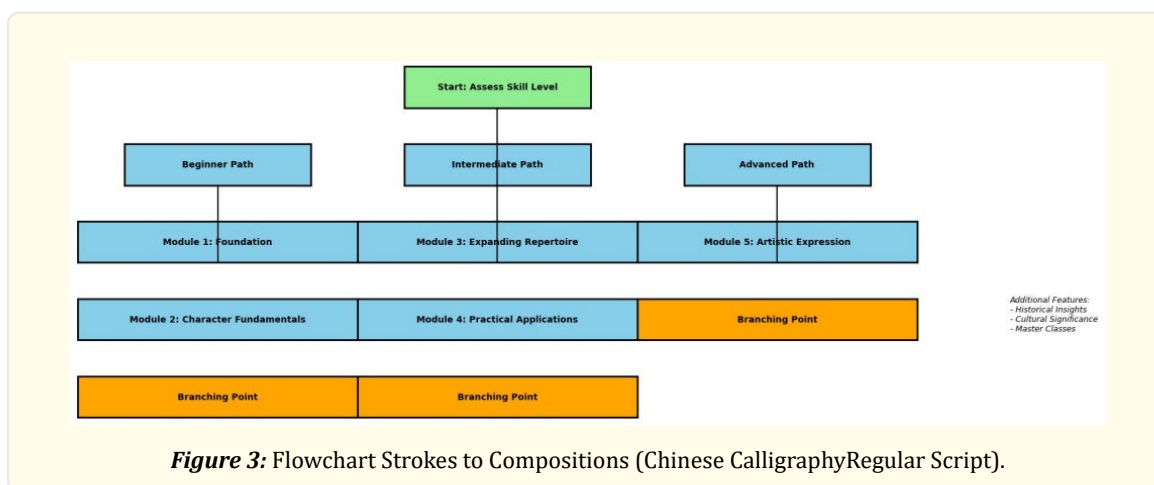 Start: Assess Skill Level
Beginner Path
Intermediate Path
Advanced Path
Module 1: Foundation
Module 3: Expanding Repertoire
Module 5: Artistic Expression
Module 2: Character Fundamentals
Module 4: Practical Applications
Branching Point
Additional Features:
- Historical Insights
- Cultural Significance
- Master Classes
Branching Point
Branching Point
Figure 3: Flowchart Strokes to Compositions (Chinese CalligraphyRegular Script).